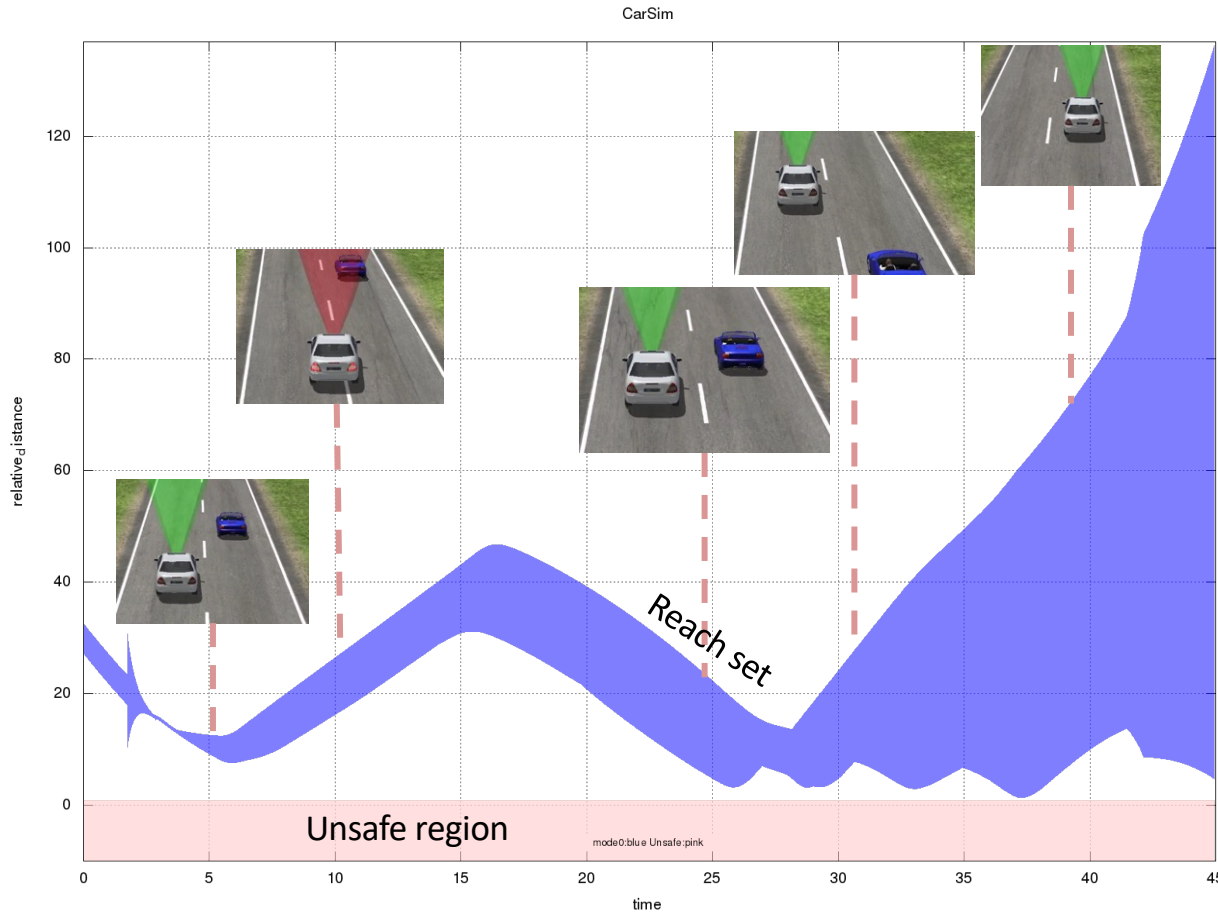 CarSim
120
100
80
60
40
20
0
relative_distance
Reach set
Unsafe region
mode0:blue Unsafe:pink
0 5 10 15 20 25 30 35 40 45
time